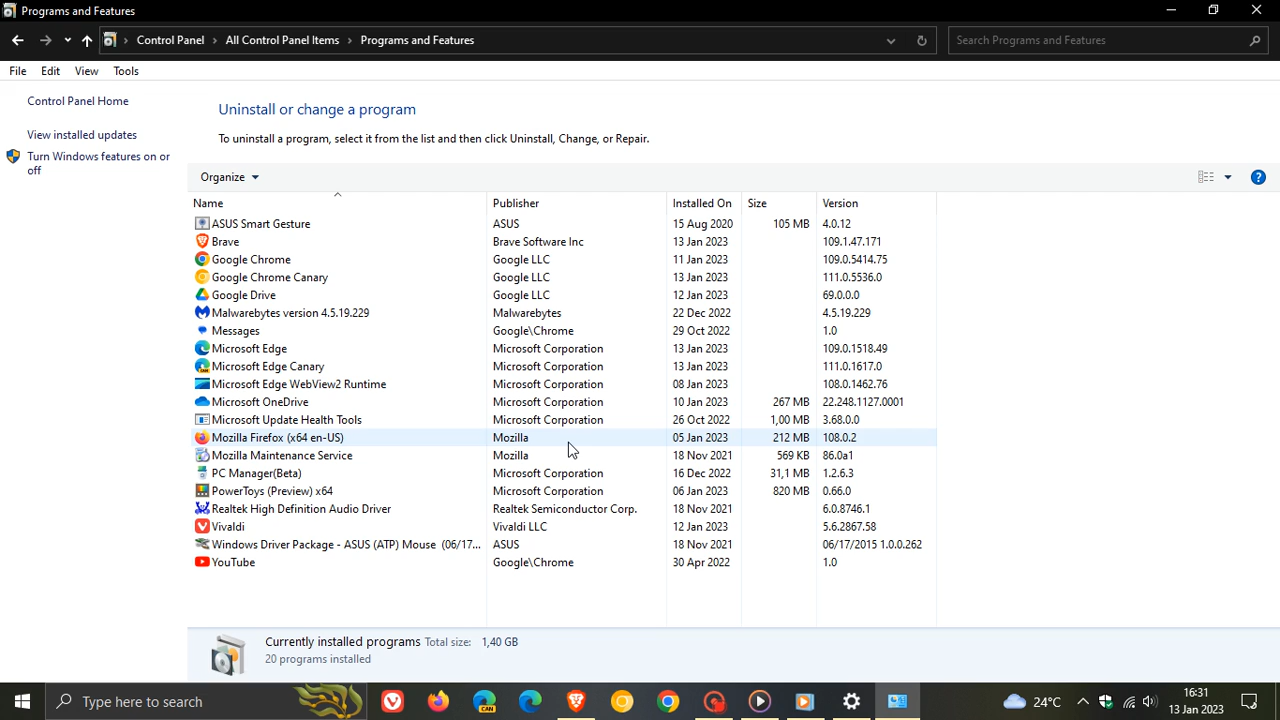 Programs and Features
Control Panel > All Control Panel Items > Programs and Features
Search Programs and Features
File Edit View Tools
Control Panel Home
View installed updates
Turn Windows features on or
off
Uninstall or change a program
To uninstall a program, select it from the list and then click Uninstall, Change, or Repair.
Organize
Name Publisher Installed On Size Version
ASUS Smart Gesture ASUS 15 Aug 2020 105 MB 4.0.12
Brave Brave Software Inc 13 Jan 2023 109.1.47.171
Google Chrome Google LLC 11 Jan 2023 109.0.5414.75
Google Chrome Canary Google LLC 13 Jan 2023 111.0.5536.0
Google Drive Google LLC 12 Jan 2023 69.0.0.0
Malwarebytes version 4.5.19.229 Malwarebytes 22 Dec 2022 4.5.19.229
Messages Google\Chrome 29 Oct 2022 1.0
Microsoft Edge Microsoft Corporation 13 Jan 2023 109.0.1518.49
Microsoft Edge Canary Microsoft Corporation 13 Jan 2023 111.0.1617.0
Microsoft Edge WebView2 Runtime Microsoft Corporation 08 Jan 2023 108.0.1462.76
Microsoft OneDrive Microsoft Corporation 10 Jan 2023 267 MB 22.248.1127.0001
Microsoft Update Health Tools Microsoft Corporation 26 Oct 2022 1,00 MB 3.68.0.0
Mozilla Firefox (x64 en-US) Mozilla 05 Jan 2023 212 MB 108.0.2
Mozilla Maintenance Service Mozilla 18 Nov 2021 569 KB 86.0a1
PC Manager(Beta) Microsoft Corporation 16 Dec 2022 31,1 MB 1.2.6.3
PowerToys (Preview) x64 Microsoft Corporation 06 Jan 2023 820 MB 0.66.0
Realtek High Definition Audio Driver Realtek Semiconductor Corp. 18 Nov 2021 6.0.8746.1
Vivaldi Vivaldi LLC 12 Jan 2023 5.6.2867.58
Windows Driver Package - ASUS (ATP) Mouse (06/17... ASUS 18 Nov 2021 06/17/2015 1.0.0.262
YouTube Google\Chrome 30 Apr 2022 1.0
Currently installed programs Total size: 1,40 GB
20 programs installed
Type here to search
CAN
24°C
16:31
13 Jan 2023